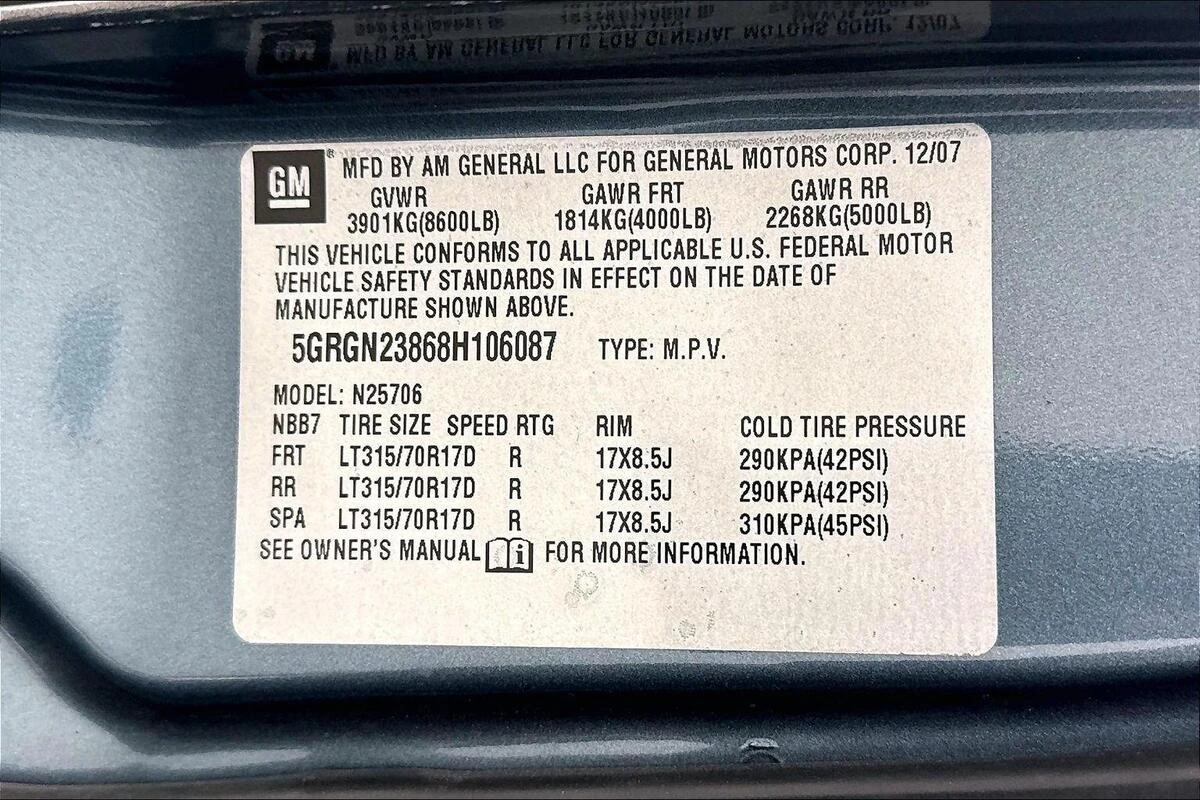 GM® MFD BY AM GENERAL LLC FOR GENERAL MOTORS CORP. 12/07
GVWR GAWR FRT GAWR RR
3901KG(8600LB) 1814KG(4000LB) 2268KG(5000LB)
THIS VEHICLE CONFORMS TO ALL APPLICABLE U.S. FEDERAL MOTOR
VEHICLE SAFETY STANDARDS IN EFFECT ON THE DATE OF
MANUFACTURE SHOWN ABOVE.
5GRGN23868H106087 TYPE: M.P.V.
MODEL: N25706
NBB7 TIRE SIZE SPEED RTG RIM COLD TIRE PRESSURE
FRT LT315/70R17D R 17X8.5J 290KPA(42PSI)
RR LT315/70R17D R 17X8.5J 290KPA(42PSI)
SPA LT315/70R17D R 17X8.5J 310KPA(45PSI)
SEE OWNER'S MANUAL i FOR MORE INFORMATION.